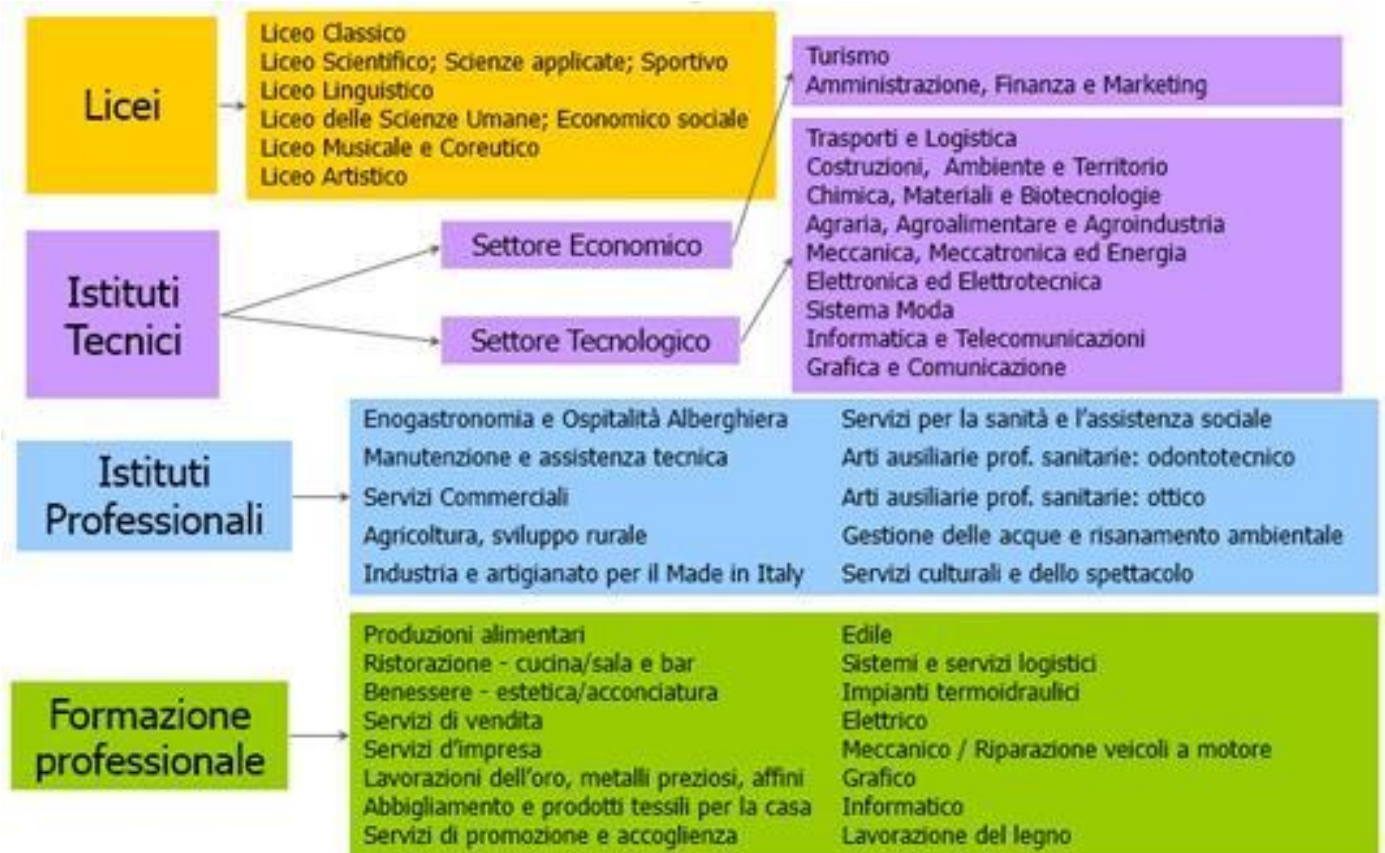 Licei
Liceo Classico
Liceo Scientifico; Scienze applicate; Sportivo
Liceo Linguistico
Liceo delle Scienze Umane; Economico sociale
Liceo Musicale e Coreutico
Liceo Artistico
Istituti
Tecnici
Settore Economico
Settore Tecnologico
Turismo
Amministrazione, Finanza e Marketing
Trasporti e Logistica
Costruzioni, Ambiente e Territorio
Chimica, Materiali e Biotecnologie
Agraria, Agroalimentare e Agroindustria
Meccanica, Meccatronica ed Energia
Elettronica ed Elettrotecnica
Sistema Moda
Informatica e Telecomunicazioni
Grafica e Comunicazione
Istituti
Professionali
Enogastronomia e Ospitalità Alberghiera
Manutenzione e assistenza tecnica
Servizi Commerciali
Agricoltura, sviluppo rurale
Industria e artigianato per il Made in Italy
Servizi per la sanità e l'assistenza sociale
Arti ausiliarie prof. sanitarie: odontotecnico
Arti ausiliarie prof. sanitarie: ottico
Gestione delle acque e risanamento ambientale
Servizi culturali e dello spettacolo
Formazione
professionale
Produzioni alimentari
Ristorazione - cucina/sala e bar
Benessere - estetica/acconciatura
Servizi di vendita
Servizi d'impresa
Lavorazioni dell'oro, metalli preziosi, affini
Abbigliamento e prodotti tessili per la casa
Servizi di promozione e accoglienza
Edile
Sistemi e servizi logistici
Impianti termoidraulici
Elettrico
Meccanico / Riparazione veicoli a motore
Grafico
Informatico
Lavorazione del legno